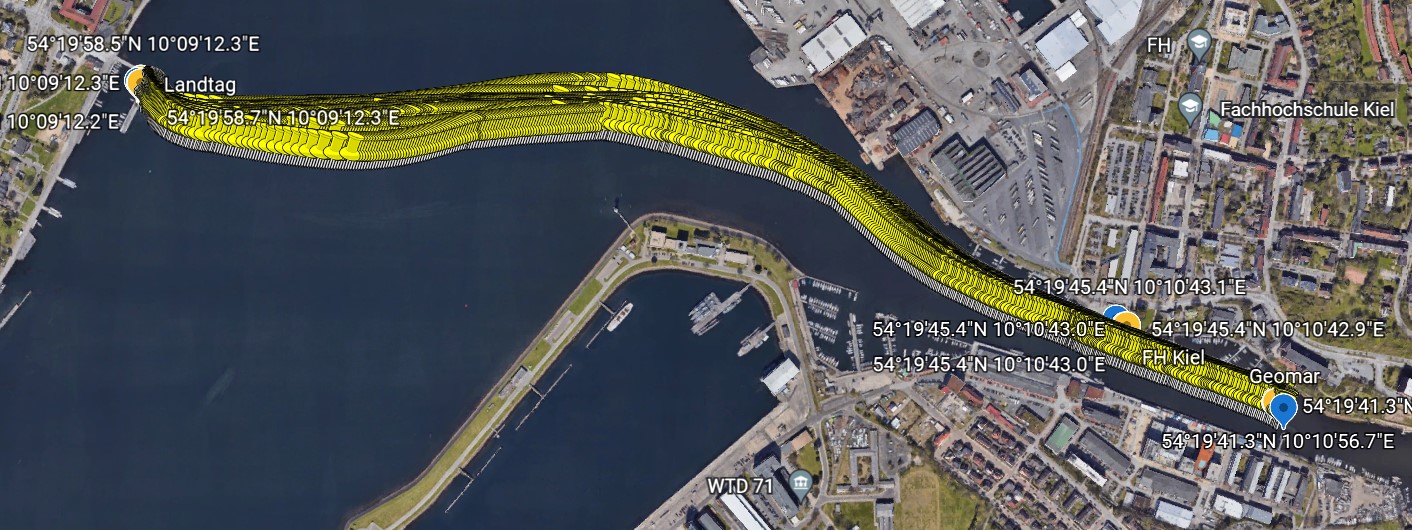 54°19'58.5"N 10°09'12.3"E
10°09'12.3"E
Landtag
10°09'12.2"E
54°19'58.7"N 10°09'12.3"E
FH
Fachhochschule Kiel
54°19'45.4"N 10°10'43.1"E
54°19'45.4"N 10°10'43.0"E
54°19'45.4"N 10°10'42.9"E
54°19'45.4"N 10°10'43.0"E
FH Kiel
Geomar
54°19'41.3"N
54°19'41.3"N 10°10'56.7"E
WTD 71